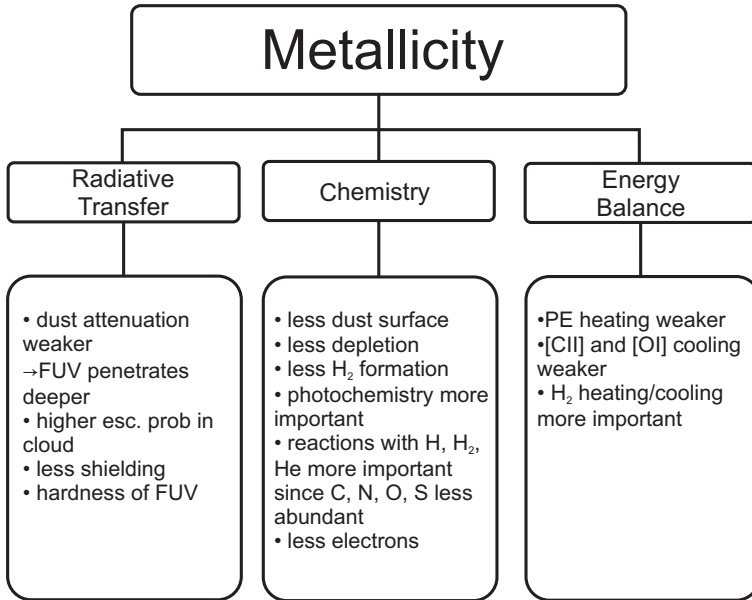 Metallicity
Radiative
Transfer
Chemistry
Energy
Balance
• dust attenuation
weaker
→FUV penetrates
deeper
• higher esc. prob in
cloud
• less shielding
• hardness of FUV
• less dust surface
• less depletion
• less H₂ formation
• photochemistry more
important
• reactions with H, H₂,
He more important
since C, N, O, S less
abundant
• less electrons
•PE heating weaker
•[CII] and [OI] cooling
weaker
• H₂ heating/cooling
more important